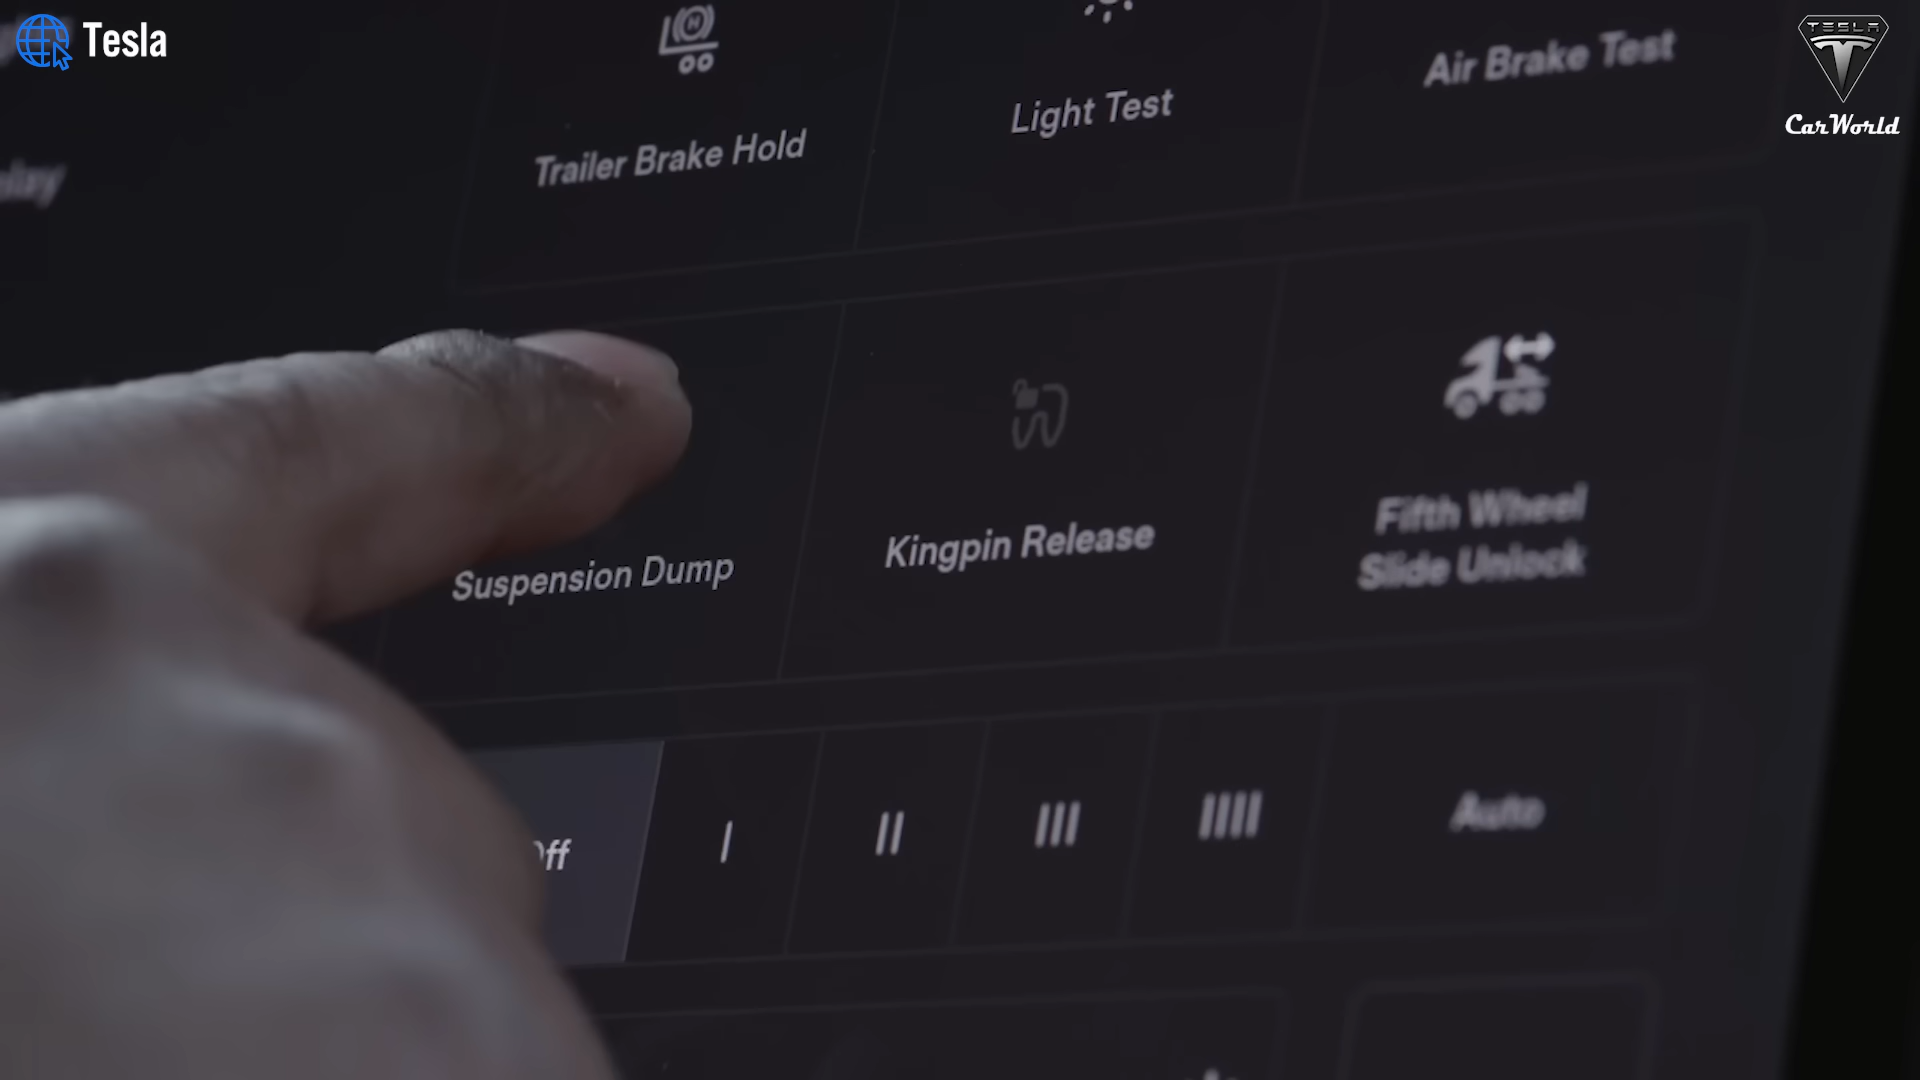 Tesla
TESLA
CarWorld
Trailer Brake Hold
Light Test
Air Brake Test
Suspension Dump
Kingpin Release
Fifth Wheel
Slide Unlock
ff
I
II
III
IIII
Auto